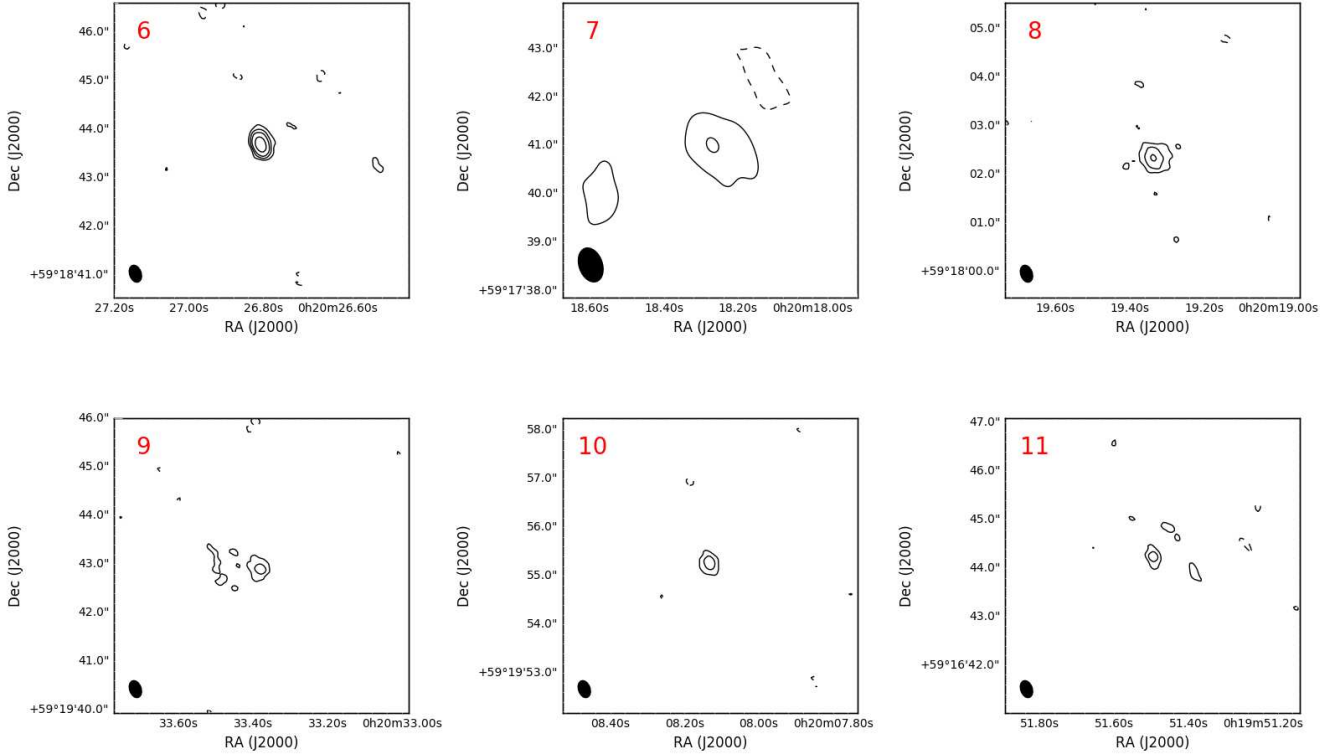 6
46.0"
45.0"
44.0"
43.0"
42.0"
+59°18'41.0"
Dec (J2000)
27.20s 27.00s 26.80s 0h20m26.60s
RA (J2000)
7
43.0"
42.0"
41.0"
40.0"
39.0"
+59°17'38.0"
Dec (J2000)
18.60s 18.40s 18.20s 0h20m18.00s
RA (J2000)
8
05.0"
04.0"
03.0"
02.0"
01.0"
+59°18'00.0"
Dec (J2000)
19.60s 19.40s 19.20s 0h20m19.00s
RA (J2000)
9
46.0"
45.0"
44.0"
43.0"
42.0"
41.0"
+59°19'40.0"
Dec (J2000)
33.60s 33.40s 33.20s 0h20m33.00s
RA (J2000)
10
58.0"
57.0"
56.0"
55.0"
54.0"
+59°19'53.0"
Dec (J2000)
08.40s 08.20s 08.00s 0h20m07.80s
RA (J2000)
11
47.0"
46.0"
45.0"
44.0"
43.0"
+59°16'42.0"
Dec (J2000)
51.80s 51.60s 51.40s 0h19m51.20s
RA (J2000)